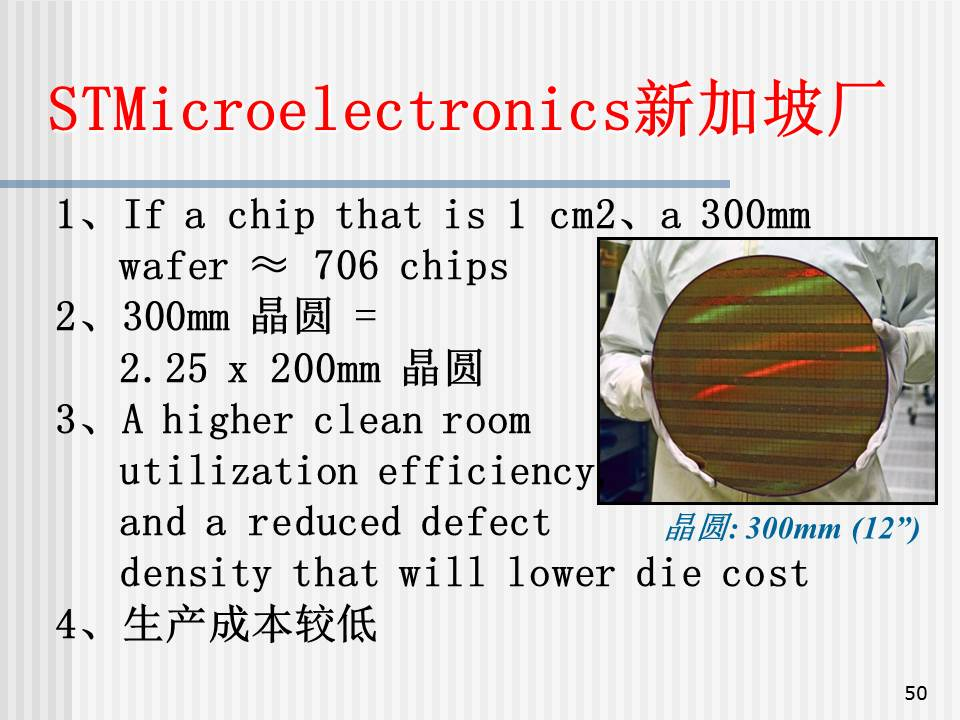 STMicroelectronics新加坡厂
1、If a chip that is 1 cm2、a 300mm
wafer ≈ 706 chips
2、300mm 晶圆 =
2.25 x 200mm 晶圆
3、A higher clean room
utilization efficiency
and a reduced defect
density that will lower die cost
4、生产成本较低
晶圆: 300mm (12”)
50